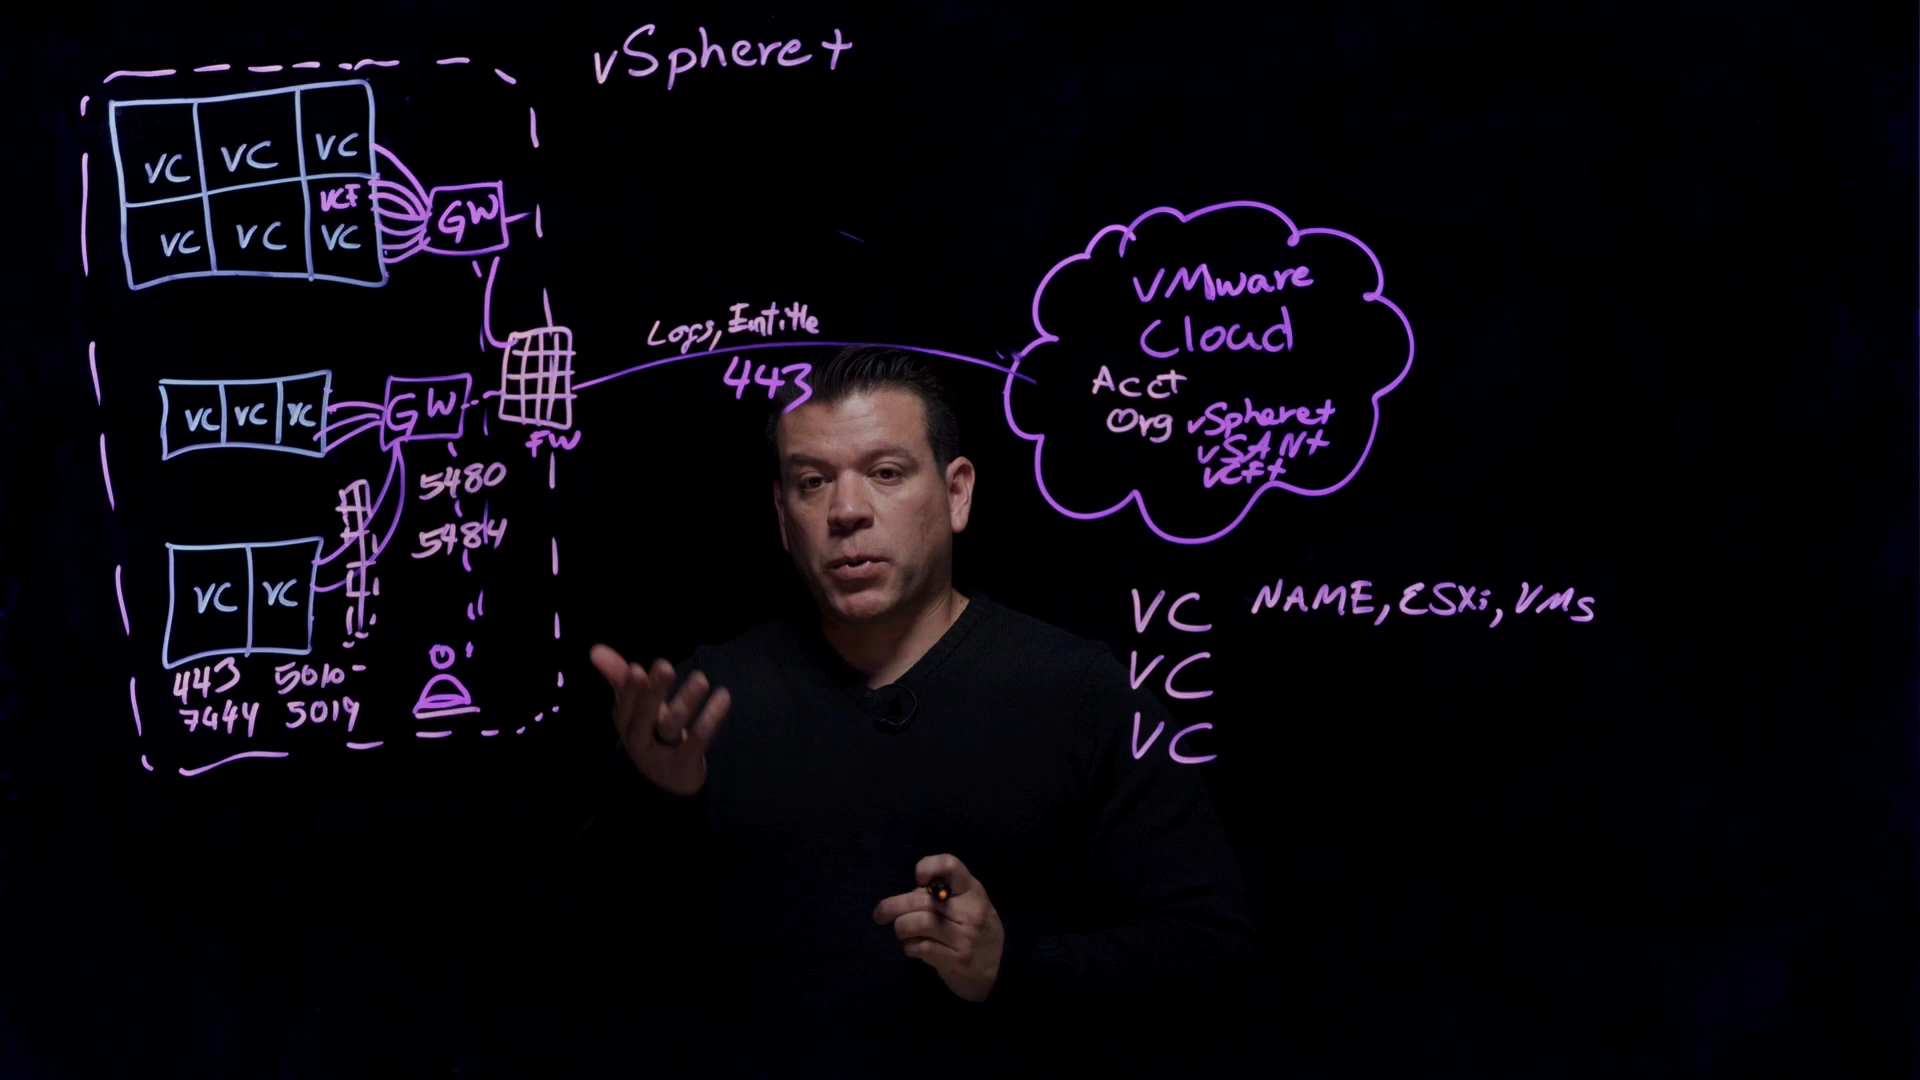 vSphere+
VC VC VC
VCF
VC VC VC
GW
VC VC VC
GW
FW
5480
5484
VC VC
443 5010-
7444 5019
Logs, Entitle
443
VMware
Cloud
Acct
Org
vSphere+
vSAN+
VCF+
VC NAME, ESXi, VMs
VC
VC